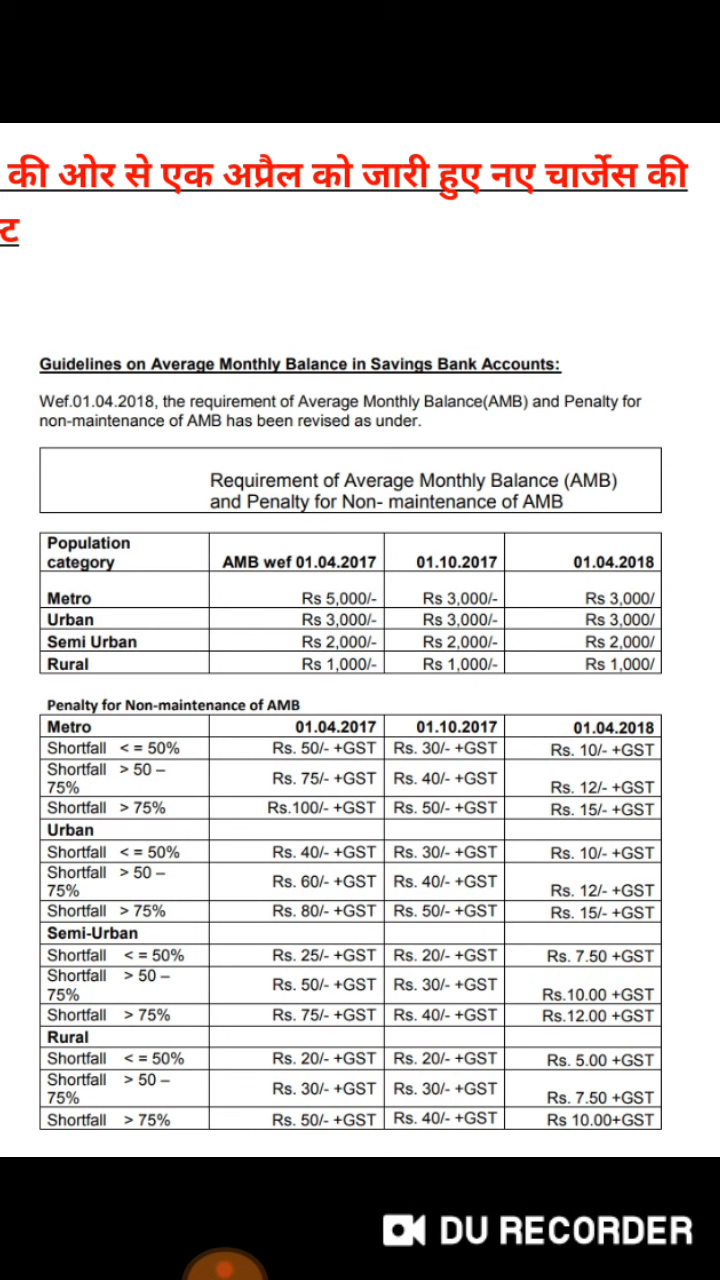 की ओर से एक अप्रैल को जारी हुए नए चार्जेस की
Guidelines on Average Monthly Balance in Savings Bank Accounts:
Wef.01.04.2018, the requirement of Average Monthly Balance(AMB) and Penalty for
non-maintenance of AMB has been revised as under.
Requirement of Average Monthly Balance (AMB)
and Penalty for Non- maintenance of AMB
Population
category AMB wef 01.04.2017 01.10.2017 01.04.2018
Metro Rs 5,000/- Rs 3,000/- Rs 3,000/
Urban Rs 3,000/- Rs 3,000/- Rs 3,000/
Semi Urban Rs 2,000/- Rs 2,000/- Rs 2,000/
Rural Rs 1,000/- Rs 1,000/- Rs 1,000/
Penalty for Non-maintenance of AMB
Metro 01.04.2017 01.10.2017 01.04.2018
Shortfall < = 50% Rs. 50/- +GST Rs. 30/- +GST Rs. 10/- +GST
Shortfall > 50 –
75% Rs. 75/- +GST Rs. 40/- +GST Rs. 12/- +GST
Shortfall > 75% Rs.100/- +GST Rs. 50/- +GST Rs. 15/- +GST
Urban
Shortfall < = 50% Rs. 40/- +GST Rs. 30/- +GST Rs. 10/- +GST
Shortfall > 50 –
75% Rs. 60/- +GST Rs. 40/- +GST Rs. 12/- +GST
Shortfall > 75% Rs. 80/- +GST Rs. 50/- +GST Rs. 15/- +GST
Semi-Urban
Shortfall < = 50% Rs. 25/- +GST Rs. 20/- +GST Rs. 7.50 +GST
Shortfall > 50 –
75% Rs. 50/- +GST Rs. 30/- +GST Rs.10.00 +GST
Shortfall > 75% Rs. 75/- +GST Rs. 40/- +GST Rs.12.00 +GST
Rural
Shortfall < = 50% Rs. 20/- +GST Rs. 20/- +GST Rs. 5.00 +GST
Shortfall > 50 –
75% Rs. 30/- +GST Rs. 30/- +GST Rs. 7.50 +GST
Shortfall > 75% Rs. 50/- +GST Rs. 40/- +GST Rs 10.00+GST
DU RECORDER